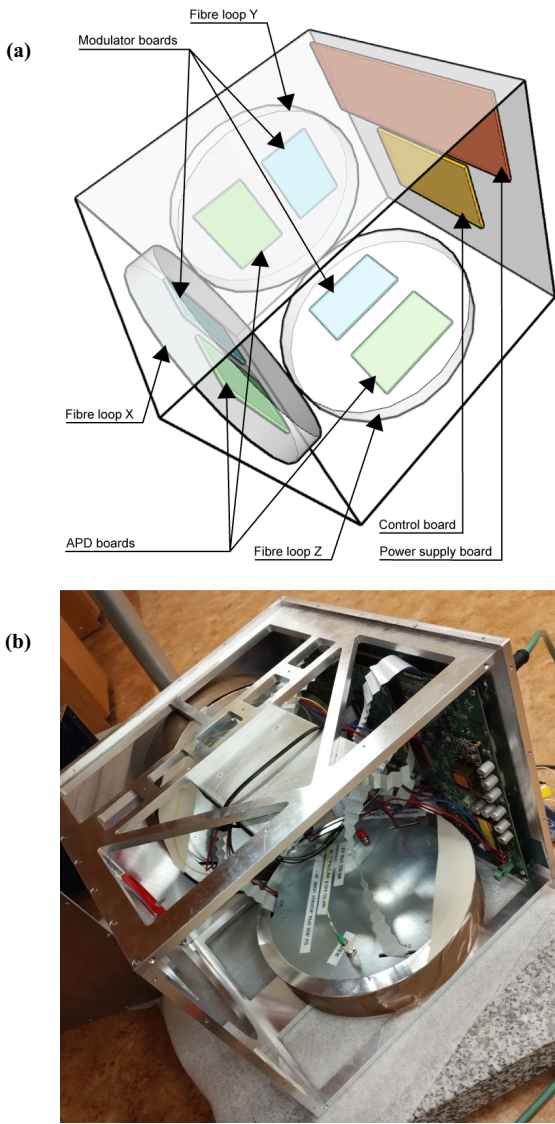 (a)
Fibre loop Y
Modulator boards
Fibre loop X
APD boards
Fibre loop Z
Control board
Power supply board
(b)